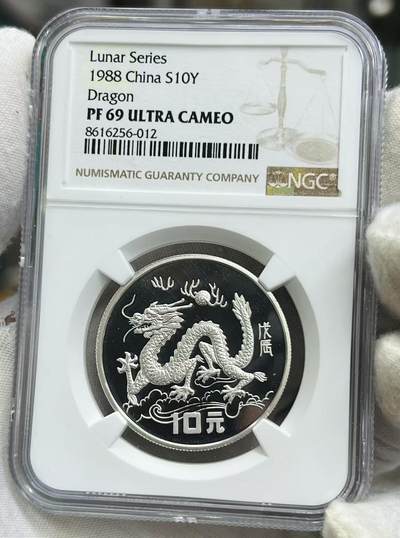 Lunar Series
1988 China S10Y
Dragon
PF 69 ULTRA CAMEO
8616256-012
NUMISMATIC GUARANTY COMPANY
NGC
戊辰
10元